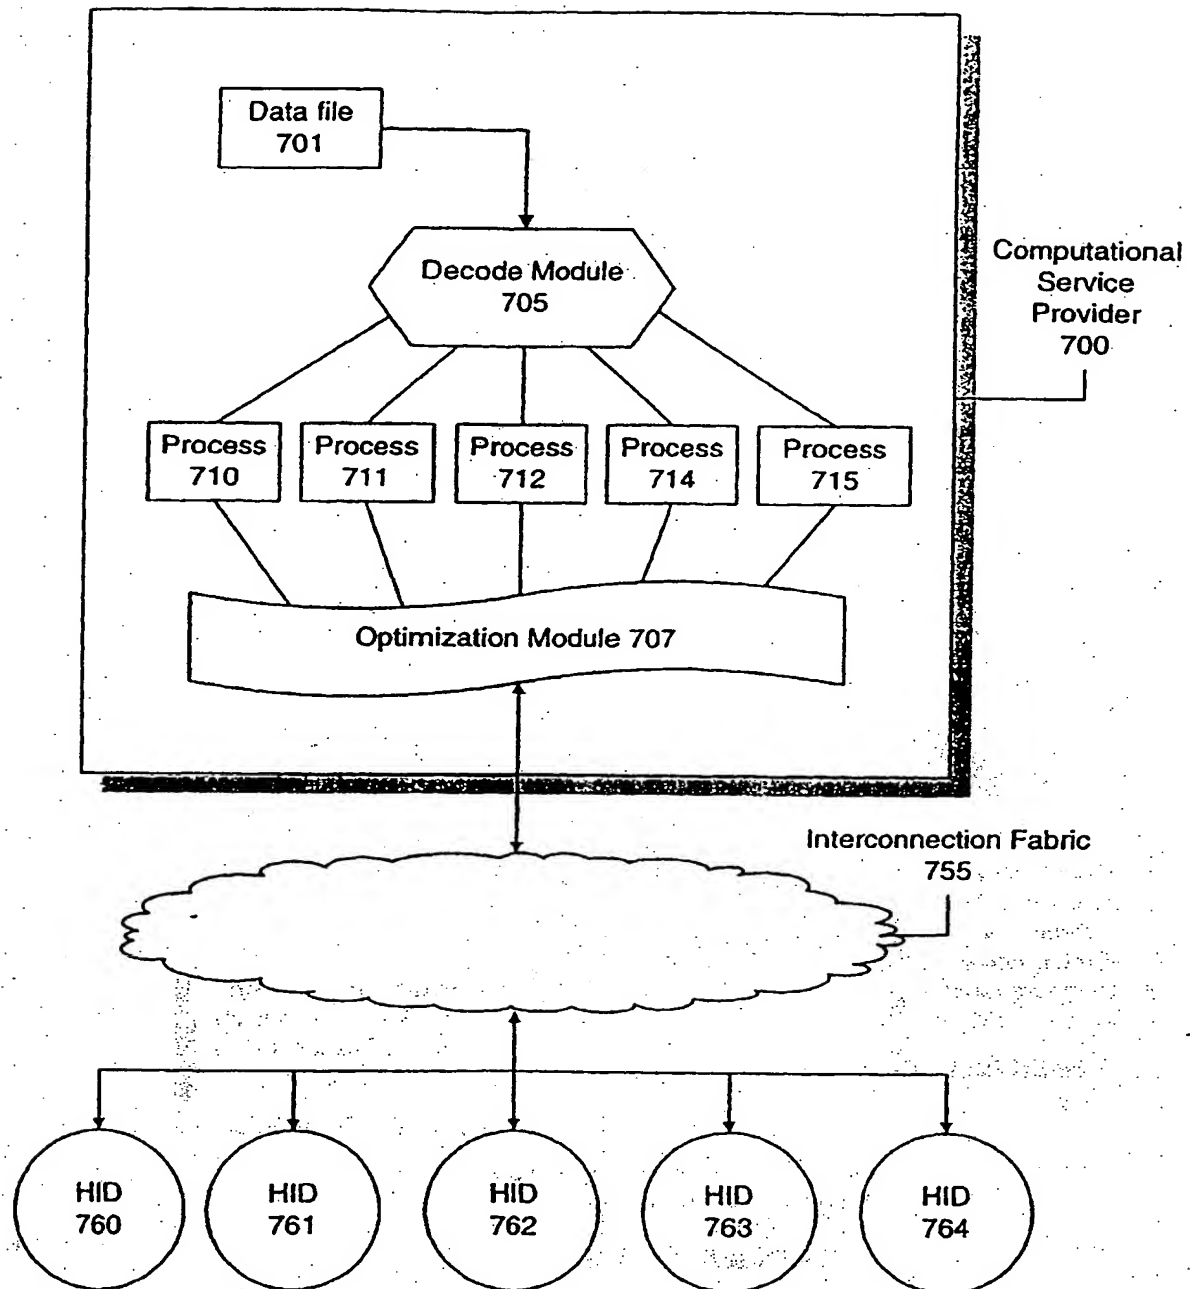 Data file
701
Decode Module
705
Computational
Service
Provider
700
Process
710
Process
711
Process
712
Process
714
Process
715
Optimization Module 707
Interconnection Fabric
755
HID
760
HID
761
HID
762
HID
763
HID
764